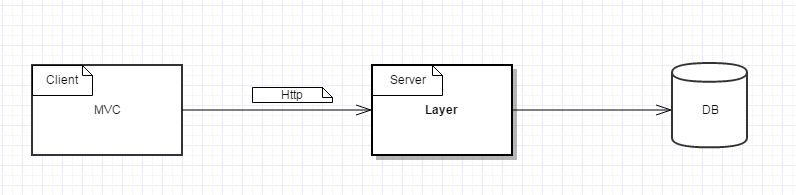 Client
MVC
Http
Server
Layer
DB